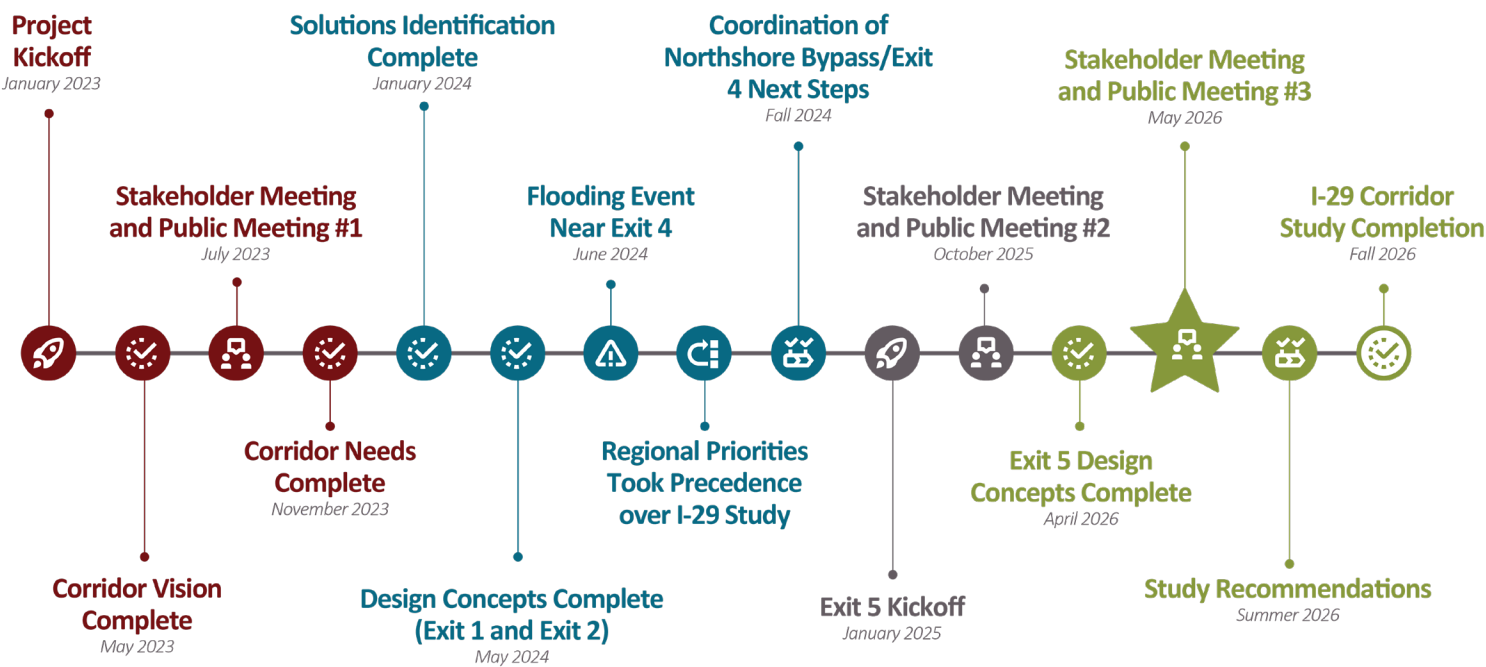 Project
Kickoff
January 2023
Corridor Vision
Complete
May 2023
Stakeholder Meeting
and Public Meeting #1
July 2023
Corridor Needs
Complete
November 2023
Solutions Identification
Complete
January 2024
Design Concepts Complete
(Exit 1 and Exit 2)
May 2024
Flooding Event
Near Exit 4
June 2024
Regional Priorities
Took Precedence
over I-29 Study
Coordination of
Northshore Bypass/Exit
4 Next Steps
Fall 2024
Exit 5 Kickoff
January 2025
Stakeholder Meeting
and Public Meeting #2
October 2025
Exit 5 Design
Concepts Complete
April 2026
Stakeholder Meeting
and Public Meeting #3
May 2026
Study Recommendations
Summer 2026
I-29 Corridor
Study Completion
Fall 2026